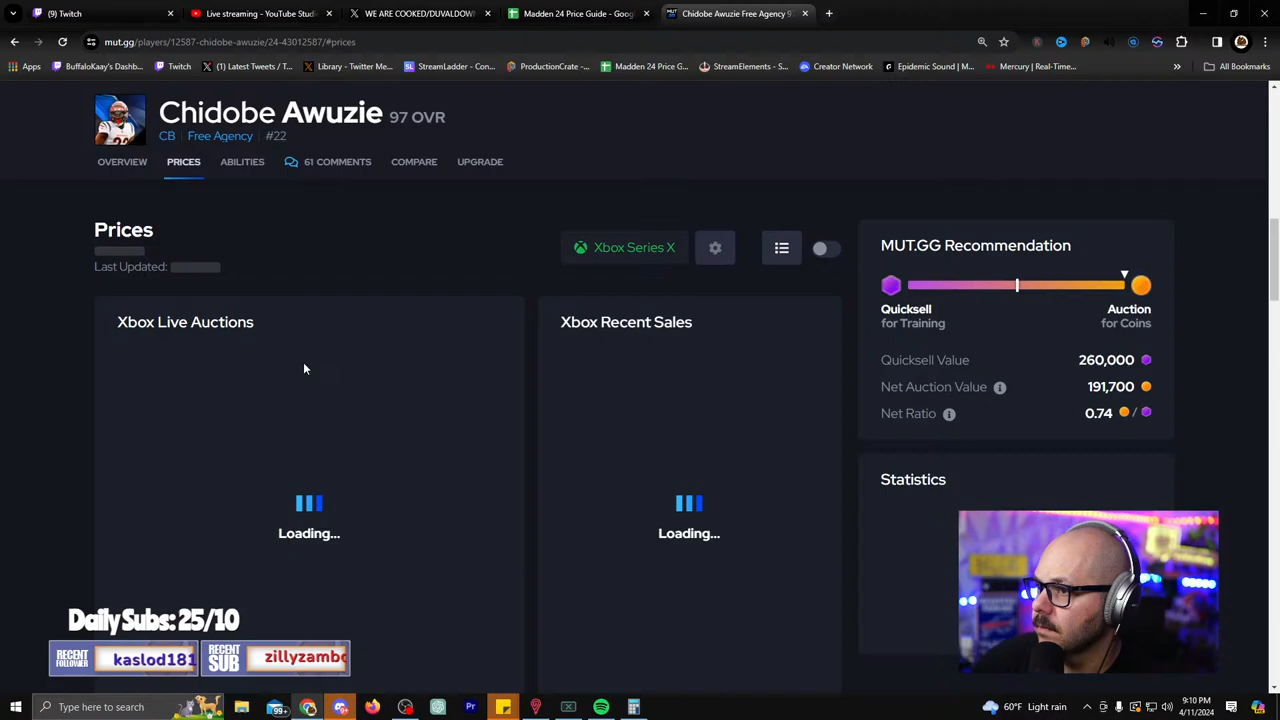 (1) Twitch
Live streaming - YouTube Studi
WE ARE COOKED/DUVALDOWN
Madden 24 Price Guide - Goog
Chidobe Awuzie Free Agency 97
mut.gg/players/12587-chidobe-awuzie/24-43012587/#prices
Apps
BuffaloKaay's Dashb...
Twitch
(1) Latest Tweets / T...
Library - Twitter Me...
StreamLadder - Con...
ProductionCrate - ...
Madden 24 Price G...
StreamElements - S...
Creator Network
Epidemic Sound | M...
Mercury | Real-Time...
All Bookmarks
Chidobe Awuzie 97 OVR
CB Free Agency #22
OVERVIEW PRICES ABILITIES 61 COMMENTS COMPARE UPGRADE
Prices
Last Updated:
Xbox Series X
Xbox Live Auctions
Loading...
Xbox Recent Sales
Loading...
MUT.GG Recommendation
Quicksell for Training
Auction for Coins
Quicksell Value 260,000
Net Auction Value 191,700
Net Ratio 0.74 /
Statistics
Daily Subs: 25/10
RECENT FOLLOWER kaslod181
RECENT SUB zillyzambo
Type here to search
99+
60°F Light rain
9:10 PM
4/11/2024